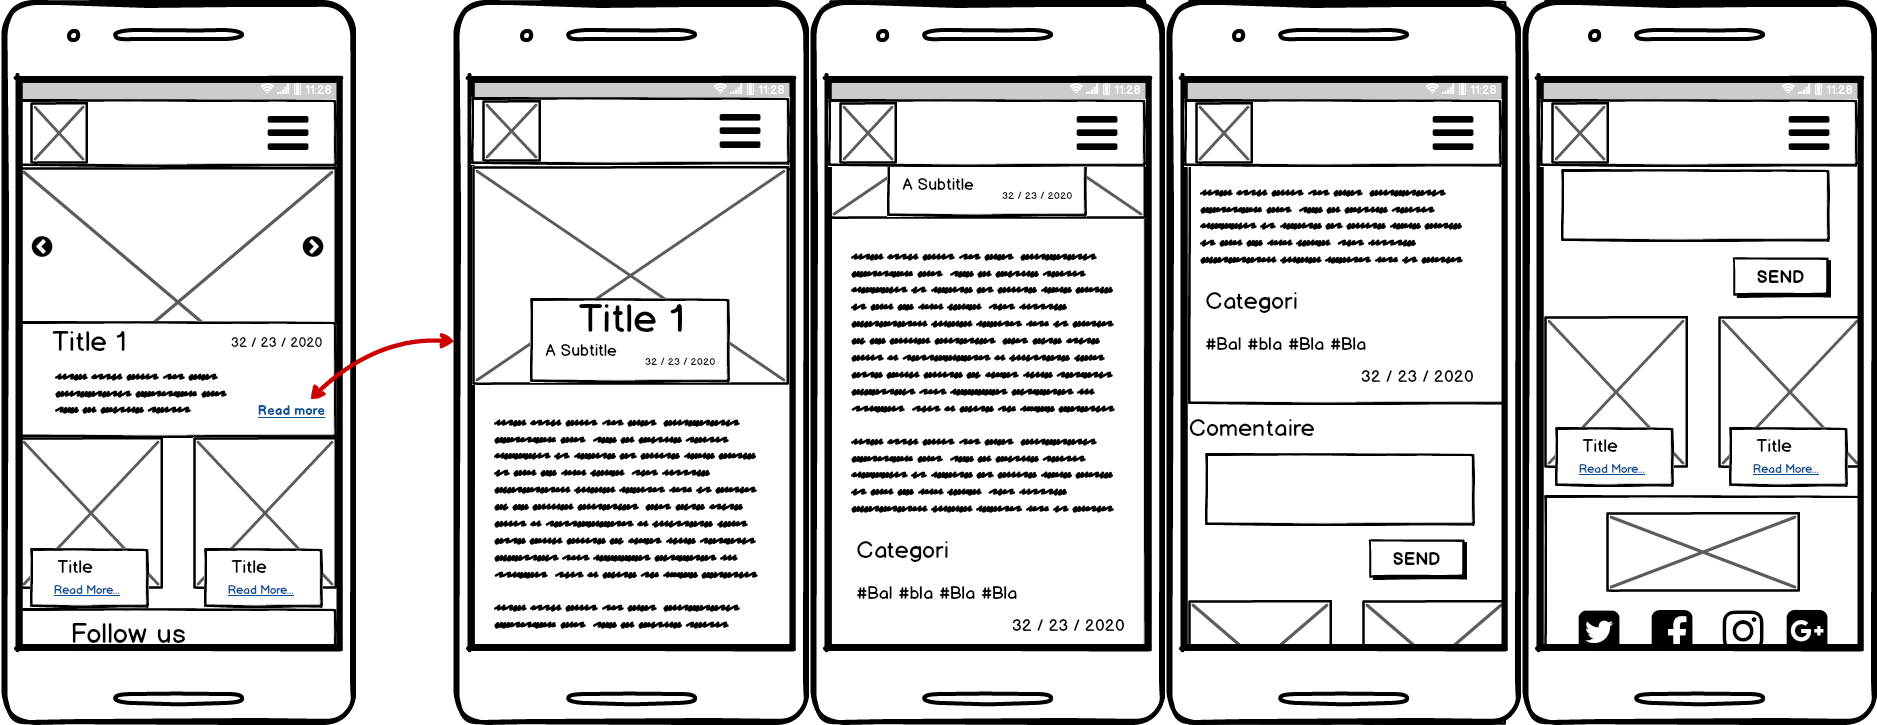 11:28
Title 1
32 / 23 / 2020
Read more
Title
Read More...
Title
Read More...
Follow us
11:28
Title 1
A Subtitle
32 / 23 / 2020
11:28
A Subtitle
32 / 23 / 2020
Categori
#Bal #bla #Bla #Bla
32 / 23 / 2020
11:28
Categori
#Bal #bla #Bla #Bla
32 / 23 / 2020
Comentaire
SEND
11:28
SEND
Title
Read More...
Title
Read More...
G+